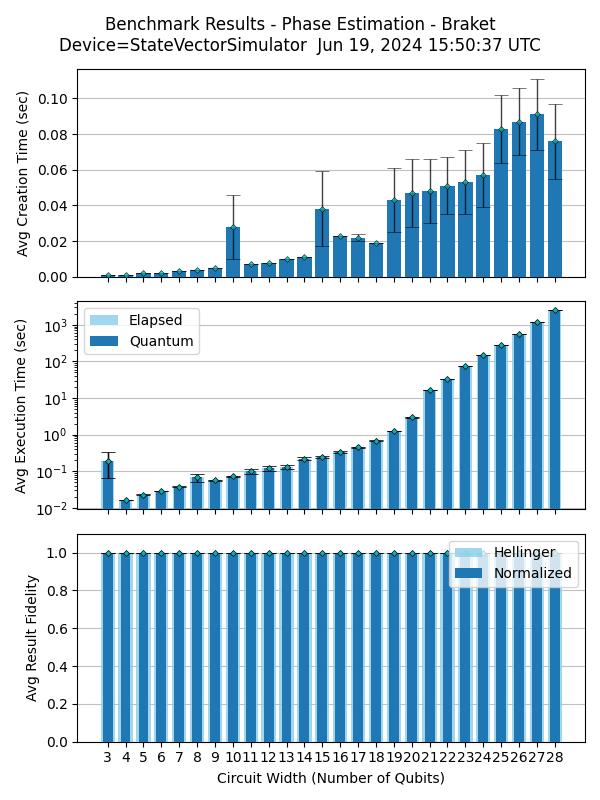 Benchmark Results - Phase Estimation - Braket
Device=StateVectorSimulator  Jun 19, 2024 15:50:37 UTC
Avg Creation Time (sec)
0.10
0.08
0.06
0.04
0.02
0.00
Avg Execution Time (sec)
10³
10²
10¹
10⁰
10⁻¹
10⁻²
Elapsed
Quantum
Avg Result Fidelity
1.0
0.8
0.6
0.4
0.2
0.0
Hellinger
Normalized
3 4 5 6 7 8 9 10 11 12 13 14 15 16 17 18 19 20 21 22 23 24 25 26 27 28
Circuit Width (Number of Qubits)